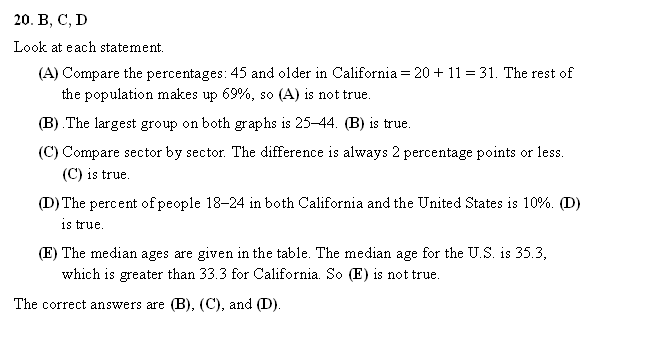 20. B, C, D
Look at each statement.
(A) Compare the percentages: 45 and older in California = 20 + 11 = 31. The rest of
the population makes up 69%, so (A) is not true.
(B) .The largest group on both graphs is 25–44. (B) is true.
(C) Compare sector by sector. The difference is always 2 percentage points or less.
(C) is true.
(D) The percent of people 18–24 in both California and the United States is 10%. (D)
is true.
(E) The median ages are given in the table. The median age for the U.S. is 35.3,
which is greater than 33.3 for California. So (E) is not true.
The correct answers are (B), (C), and (D).